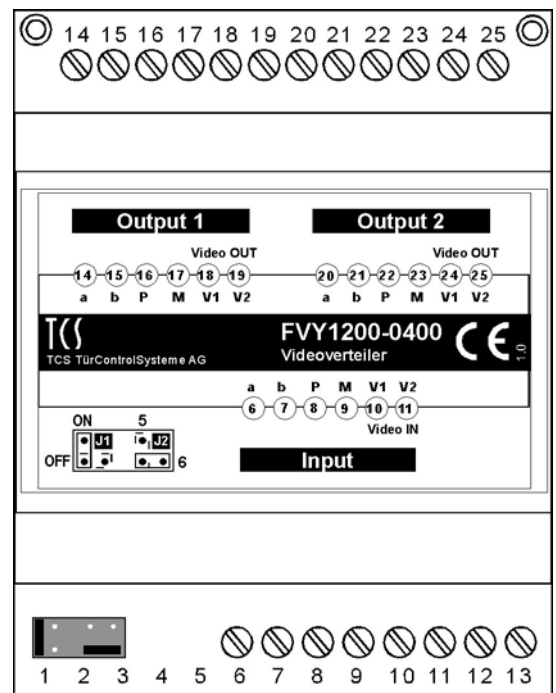 14 15 16 17 18 19 20 21 22 23 24 25
Output 1 Output 2
Video OUT Video OUT
14 15 16 17 18 19 20 21 22 23 24 25
a b P M V1 V2 a b P M V1 V2
TCS FVY1200-0400 CE
TCS TürControlSysteme AG Videoverteiler 1.0
a b P M V1 V2
6 7 8 9 10 11
Video IN
ON 5
J1 J2
OFF 6
Input
1 2 3 4 5 6 7 8 9 10 11 12 13